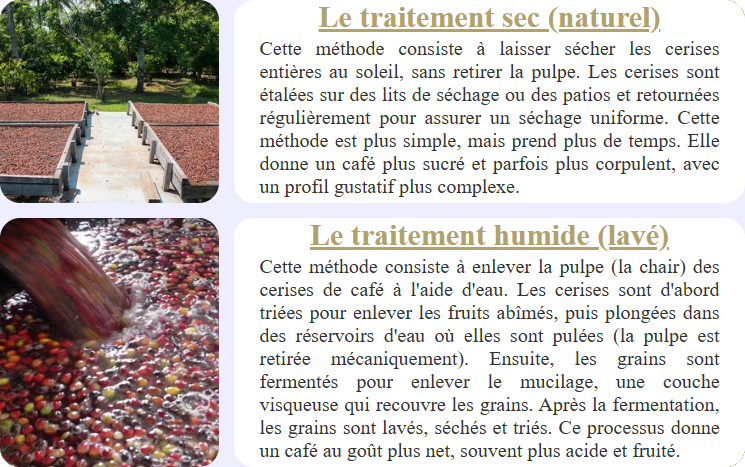 Le traitement sec (naturel)
Cette méthode consiste à laisser sécher les cerises
entières au soleil, sans retirer la pulpe. Les cerises sont
étalées sur des lits de séchage ou des patios et retournées
régulièrement pour assurer un séchage uniforme. Cette
méthode est plus simple, mais prend plus de temps. Elle
donne un café plus sucré et parfois plus corpulent, avec
un profil gustatif plus complexe.
Le traitement humide (lavé)
Cette méthode consiste à enlever la pulpe (la chair) des
cerises de café à l'aide d'eau. Les cerises sont d'abord
triées pour enlever les fruits abîmés, puis plongées dans
des réservoirs d'eau où elles sont pulées (la pulpe est
retirée mécaniquement). Ensuite, les grains sont
fermentés pour enlever le mucilage, une couche
visqueuse qui recouvre les grains. Après la fermentation,
les grains sont lavés, séchés et triés. Ce processus donne
un café au goût plus net, souvent plus acide et fruité.